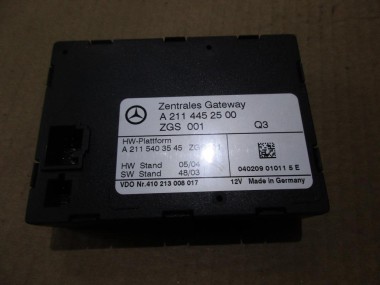 Zentrales Gateway
A 211 445 25 00
ZGS 001 Q3
HW-Plattform
A 211 540 35 45
HW Stand 05/04
SW Stand 48/03
040209 01011 5 E
VDO Nr. 410 213 008 017 12V Made in Germany